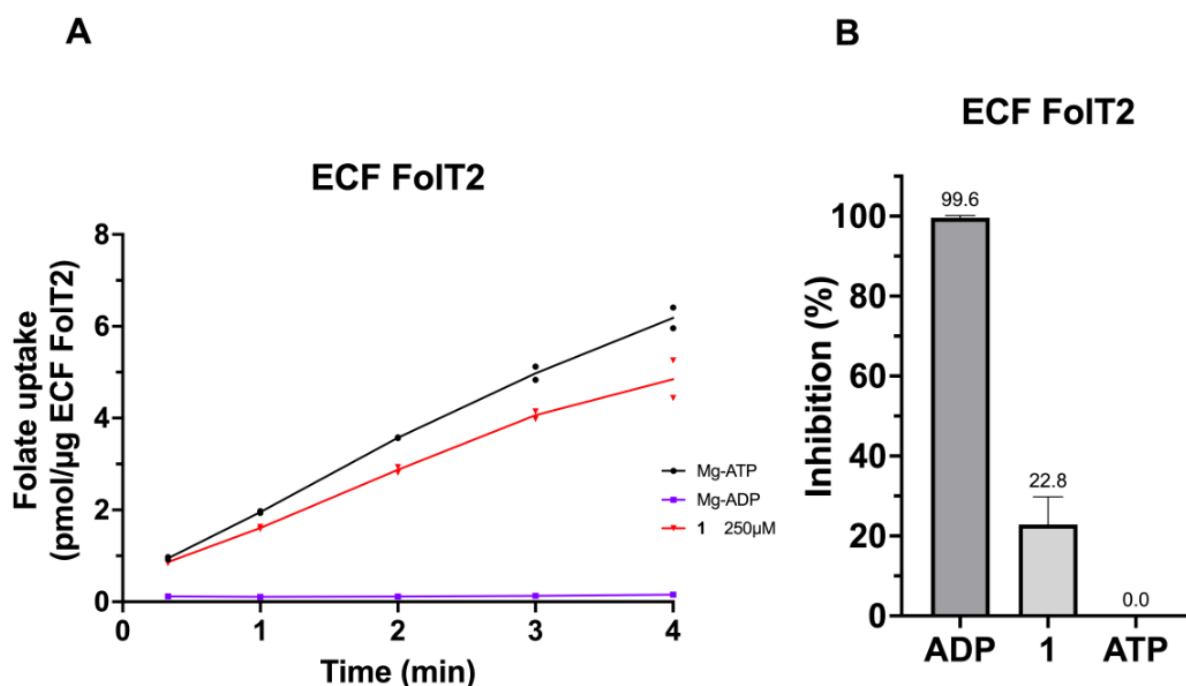 A
ECF FolT2
Folate uptake
(pmol/µg ECF FolT2)
8
6
4
2
0
0 1 2 3 4
Time (min)
Mg-ATP
Mg-ADP
1 250µM
B
ECF FolT2
Inhibition (%)
100
80
60
40
20
0
99.6
22.8
0.0
ADP 1 ATP